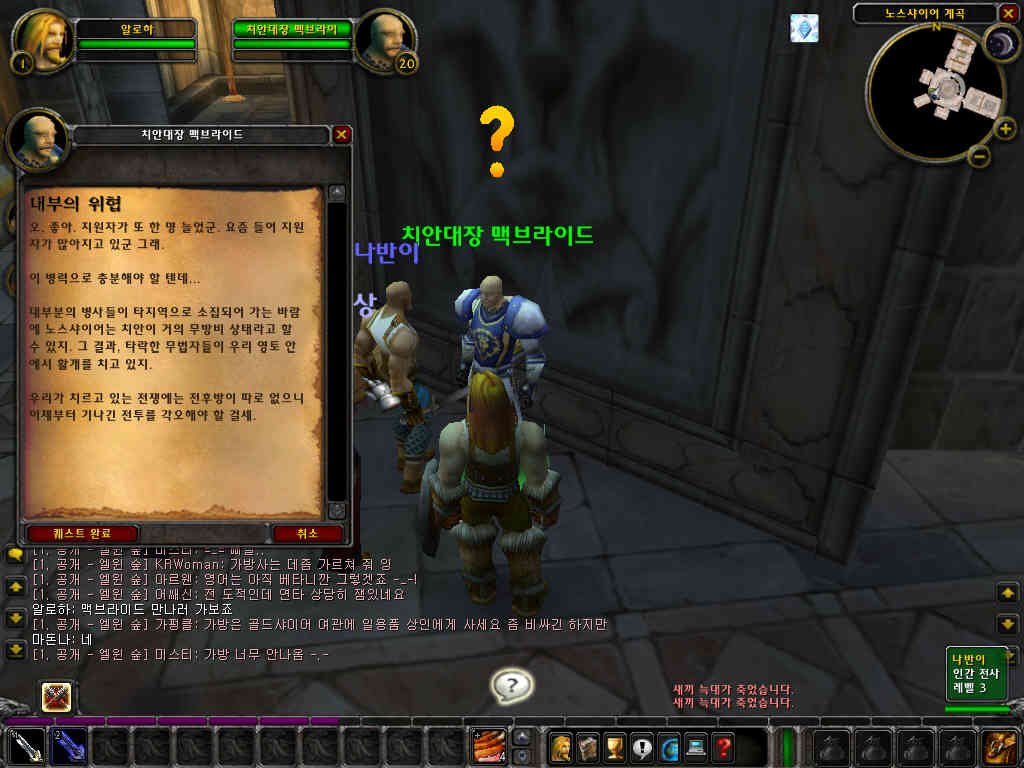 알로하
1
치안대장 맥브라이
20
노스샤이어 계곡
N
치안대장 맥브라이드
내부의 위협
오, 좋아. 지원자가 또 한 명 늘었군. 요즘 들어 지원
자가 많아지고 있군 그래.
이 병력으로 충분해야 할 텐데...
대부분의 병사들이 타지역으로 소집되어 가는 바람
에 노스샤이어는 치안이 거의 무방비 상태라고 할
수 있지. 그 결과, 타락한 무법자들이 우리 영토 안
에서 활개를 치고 있지.
우리가 치르고 있는 전쟁에는 전후방이 따로 없으니
이제부터 기나긴 전투를 각오해야 할 걸세.
퀘스트 완료
취소
?
치안대장 맥브라이드
나반이
상
[1. 공개 - 엘윈 숲] 미스티: -_-
[1. 공개 - 엘윈 숲] KRWoman: 가방사는 데좀 가르쳐 줘 잉
[1. 공개 - 엘윈 숲] 아르웬: 영어는 아직 베타니깐 그렇겟죠 -_-!
[1. 공개 - 엘윈 숲] 어쌔신: 전 도적인데 연타 상당히 잼있네요
알로하: 맥브라이드 만나러 가보죠
[1. 공개 - 엘윈 숲] 가핑클: 가방은 골드샤이어 여관에 일용품 상인에게 사세요 좀 비싸긴 하지만
마돈나: 네
[1. 공개 - 엘윈 숲] 미스티: 가방 너무 안나옴 -.-
?
새끼 늑대가 죽었습니다.
새끼 늑대가 죽었습니다.
나반이
인간 전사
레벨 3
1
2
4
?